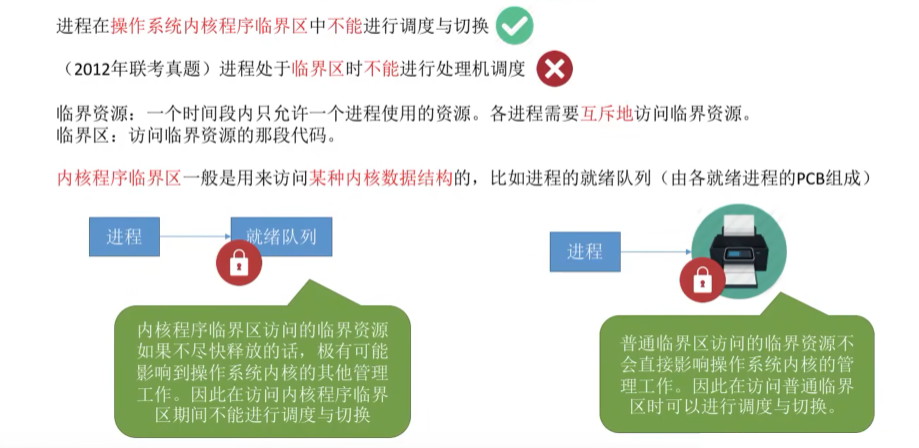 进程在操作系统内核程序临界区中不能进行调度与切换
（2012年联考真题）进程处于临界区时不能进行处理机调度
临界资源：一个时间段内只允许一个进程使用的资源。各进程需要互斥地访问临界资源。
临界区：访问临界资源的那段代码。
内核程序临界区一般是用来访问某种内核数据结构的，比如进程的就绪队列（由各就绪进程的PCB组成）
进程
就绪队列
内核程序临界区访问的临界资源
如果不尽快释放的话，极有可能
影响到操作系统内核的其他管理
工作。因此在访问内核程序临界
区期间不能进行调度与切换
进程
普通临界区访问的临界资源不
会直接影响操作系统内核的管
理工作。因此在访问普通临界
区时可以进行调度与切换。